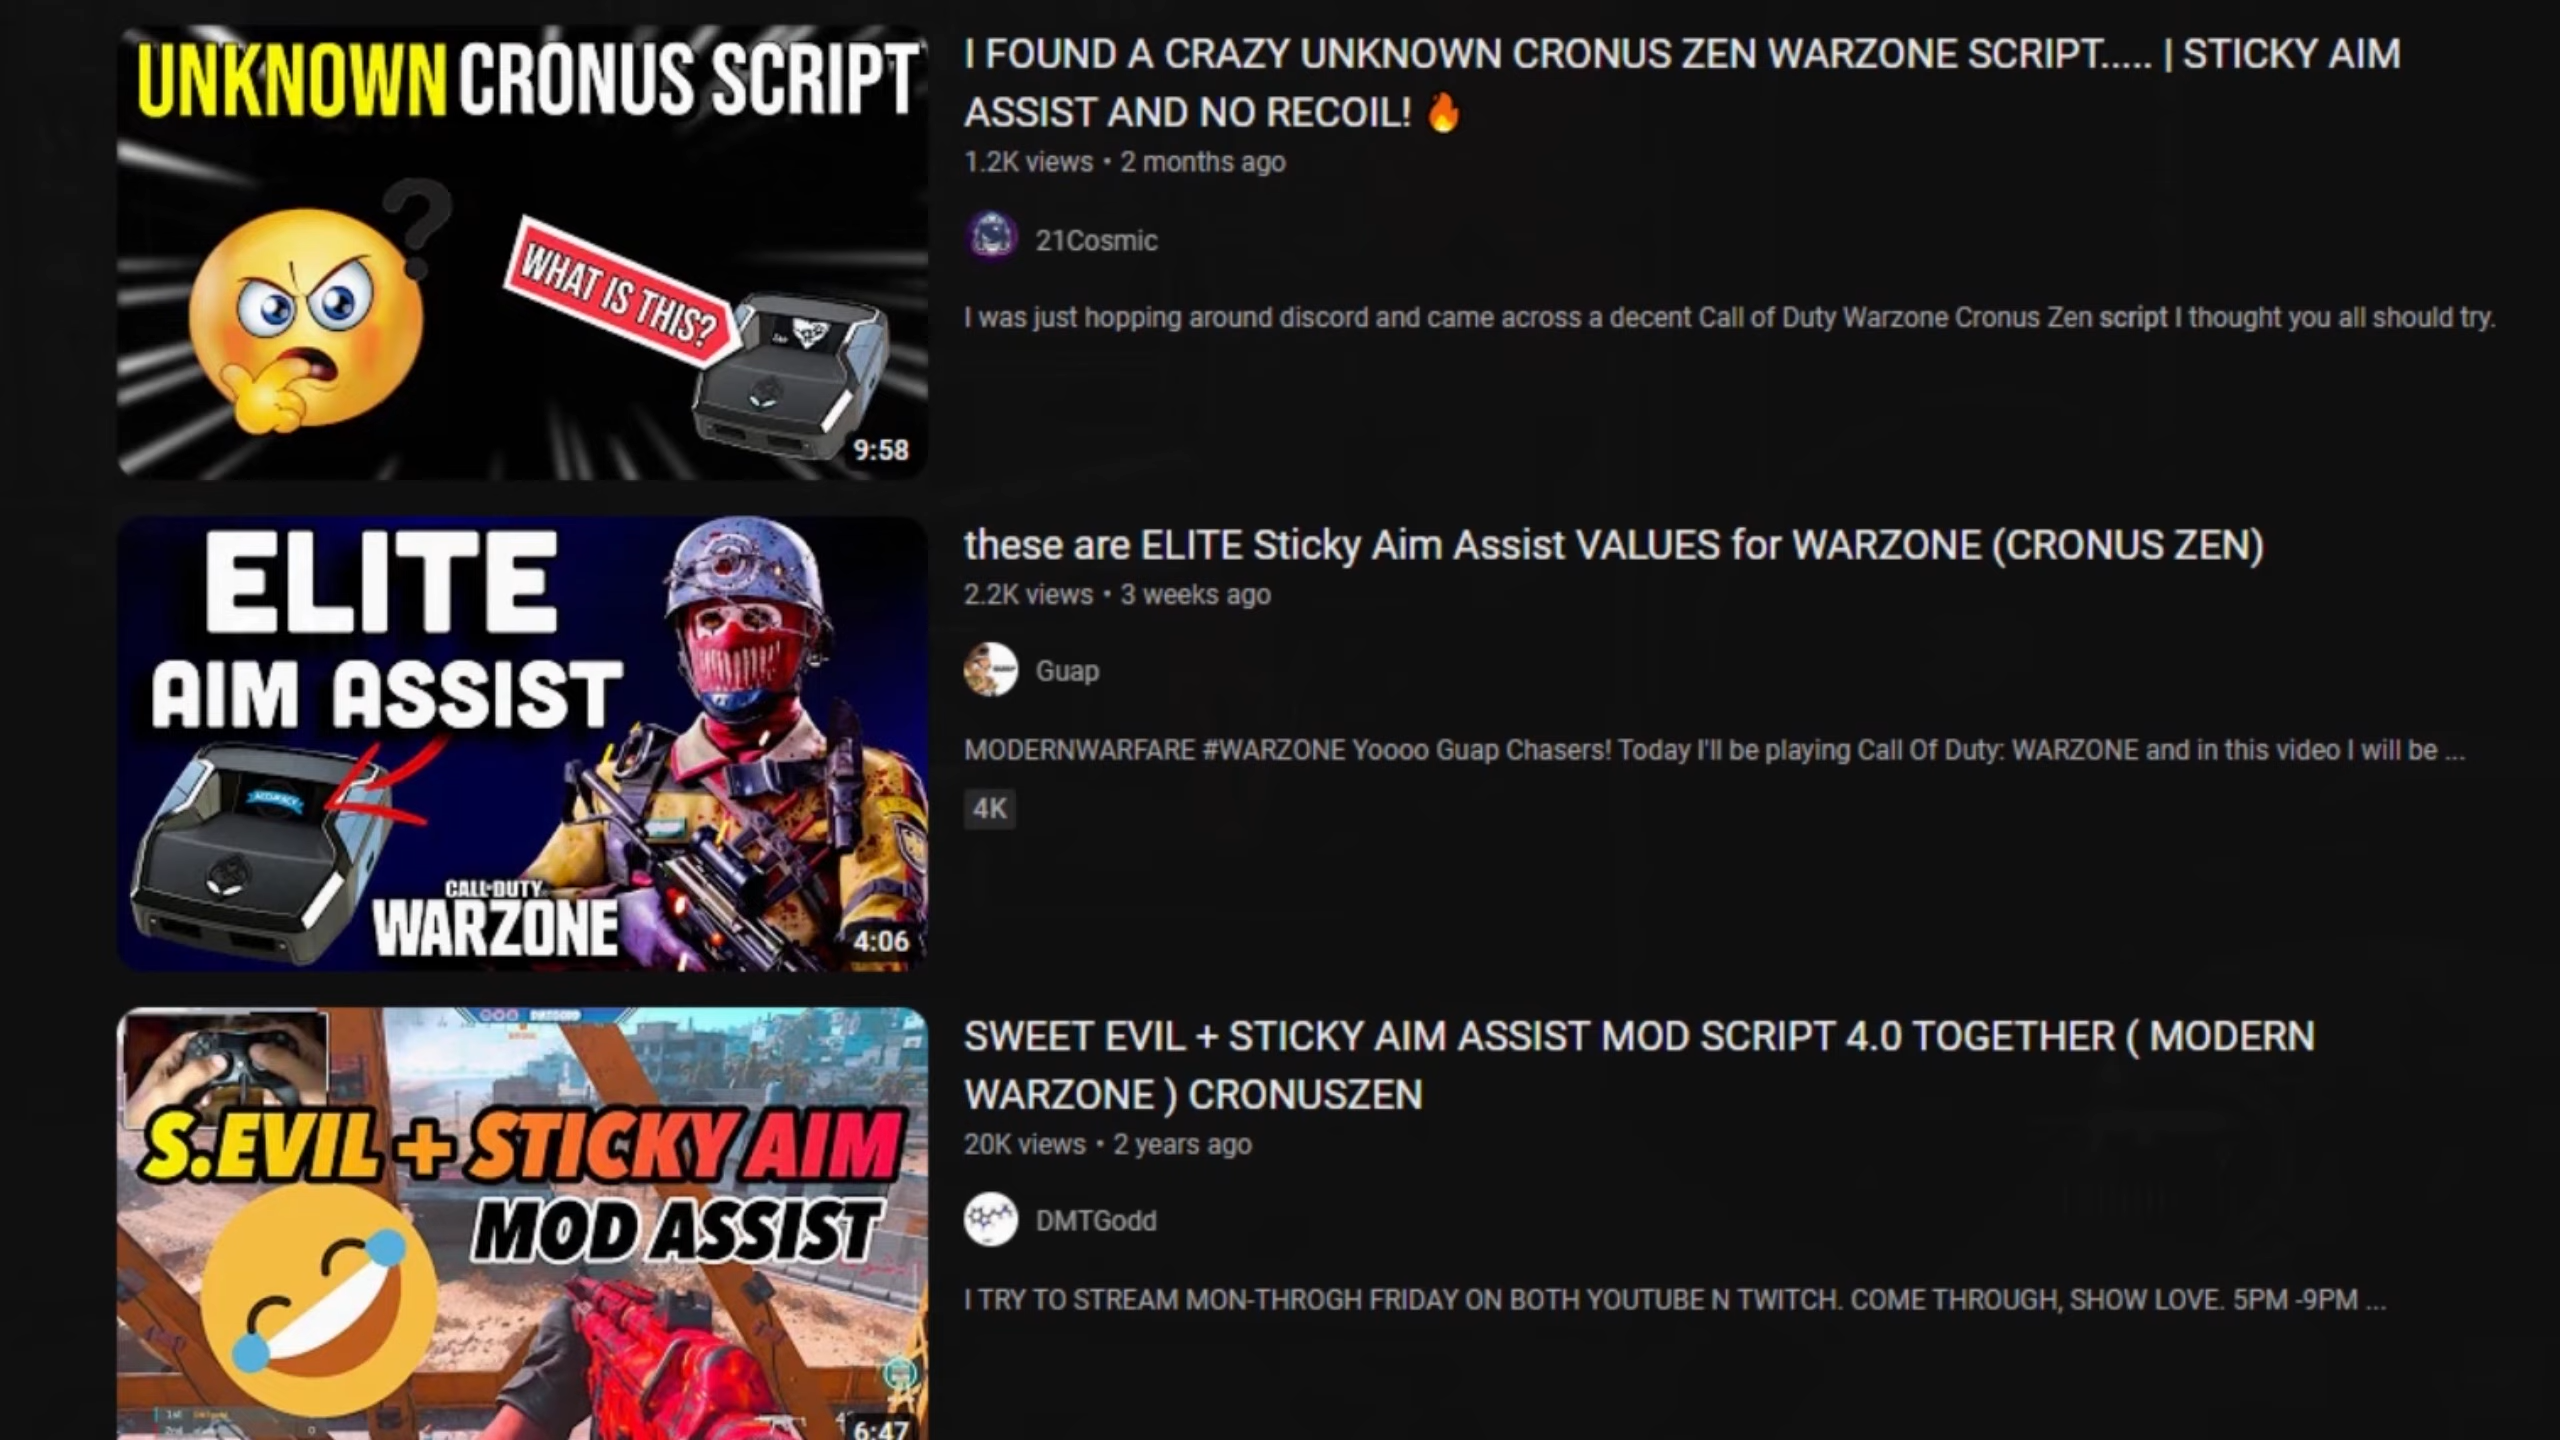 UNKNOWN CRONUS SCRIPT
?
WHAT IS THIS?
9:58
I FOUND A CRAZY UNKNOWN CRONUS ZEN WARZONE SCRIPT..... | STICKY AIM
ASSIST AND NO RECOIL! 🔥
1.2K views • 2 months ago
21Cosmic
I was just hopping around discord and came across a decent Call of Duty Warzone Cronus Zen script I thought you all should try.
ELITE
AIM ASSIST
ACCURACY
CALL OF DUTY
WARZONE
4:06
these are ELITE Sticky Aim Assist VALUES for WARZONE (CRONUS ZEN)
2.2K views • 3 weeks ago
Guap
MODERNWARFARE #WARZONE Yoooo Guap Chasers! Today I'll be playing Call Of Duty: WARZONE and in this video I will be ...
4K
S.EVIL + STICKY AIM
MOD ASSIST
1st
6:47
SWEET EVIL + STICKY AIM ASSIST MOD SCRIPT 4.0 TOGETHER ( MODERN
WARZONE ) CRONUSZEN
20K views • 2 years ago
DMTGodd
I TRY TO STREAM MON-THROGH FRIDAY ON BOTH YOUTUBE N TWITCH. COME THROUGH, SHOW LOVE. 5PM -9PM ...